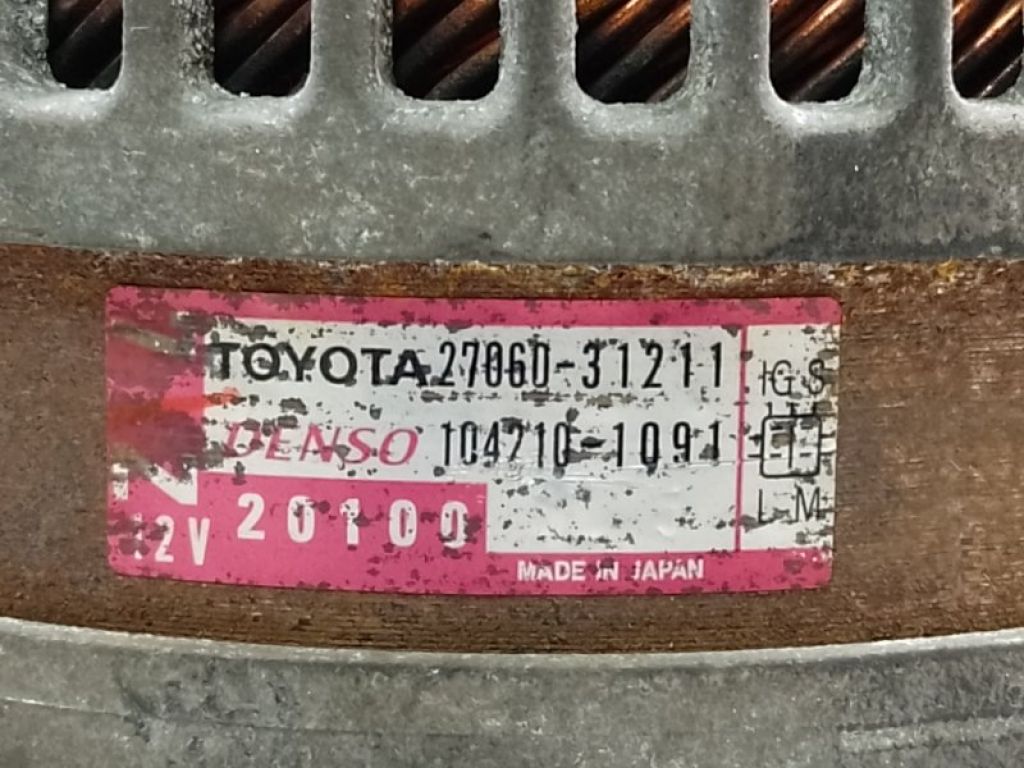 TOYOTA 27060-31211
DENSO 104210-1091
12V 20100
MADE IN JAPAN
IG S
L M